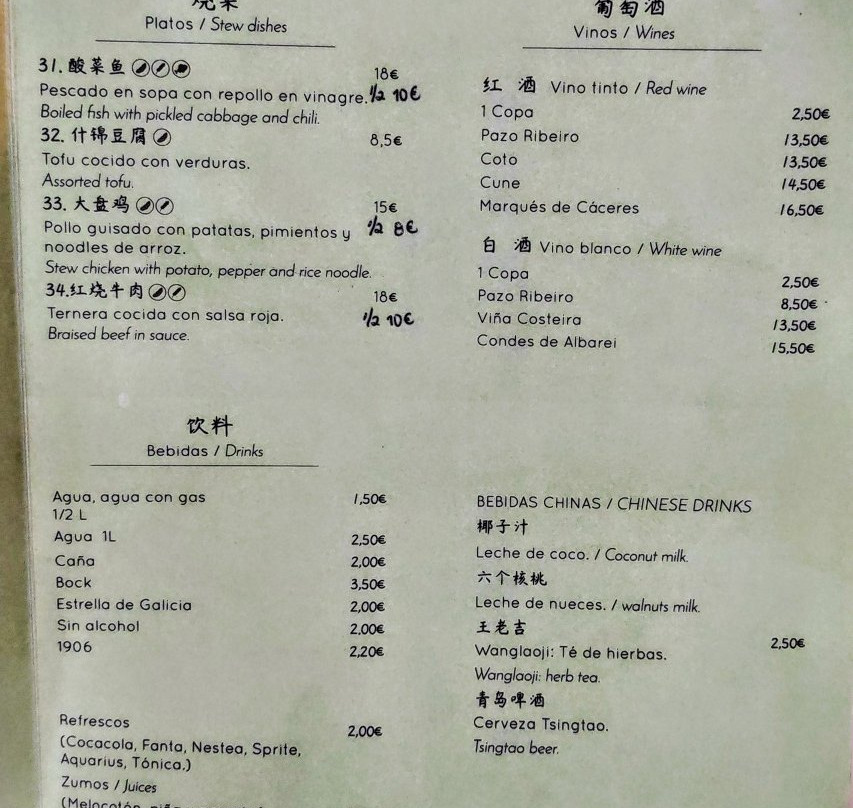 烧菜
Platos / Stew dishes
31. 酸菜鱼 18€
Pescado en sopa con repollo en vinagre. 1/2 10€
Boiled fish with pickled cabbage and chili.
32. 什锦豆腐 8,5€
Tofu cocido con verduras.
Assorted tofu.
33. 大盘鸡 15€
Pollo guisado con patatas, pimientos y 1/2 8€
noodles de arroz.
Stew chicken with potato, pepper and rice noodle.
34.红烧牛肉 18€
Ternera cocida con salsa roja. 1/2 10€
Braised beef in sauce.
饮料
Bebidas / Drinks
Agua, agua con gas 1,50€
1/2 L
Agua 1L 2,50€
Caña 2,00€
Bock 3,50€
Estrella de Galicia 2,00€
Sin alcohol 2,00€
1906 2,20€
Refrescos 2,00€
(Cocacola, Fanta, Nestea, Sprite,
Aquarius, Tónica,)
Zumos / Juices
(Melocotón,
葡萄酒
Vinos / Wines
红 酒 Vino tinto / Red wine
1 Copa 2,50€
Pazo Ribeiro 13,50€
Coto 13,50€
Cune 14,50€
Marqués de Cáceres 16,50€
白 酒 Vino blanco / White wine
1 Copa 2,50€
Pazo Ribeiro 8,50€
Viña Costeira 13,50€
Condes de Albarei 15,50€
BEBIDAS CHINAS / CHINESE DRINKS
椰子汁
Leche de coco. / Coconut milk.
六个核桃
Leche de nueces. / walnuts milk.
王老吉
Wanglaoji: Té de hierbas. 2,50€
Wanglaoji: herb tea.
青岛啤酒
Cerveza Tsingtao.
Tsingtao beer.